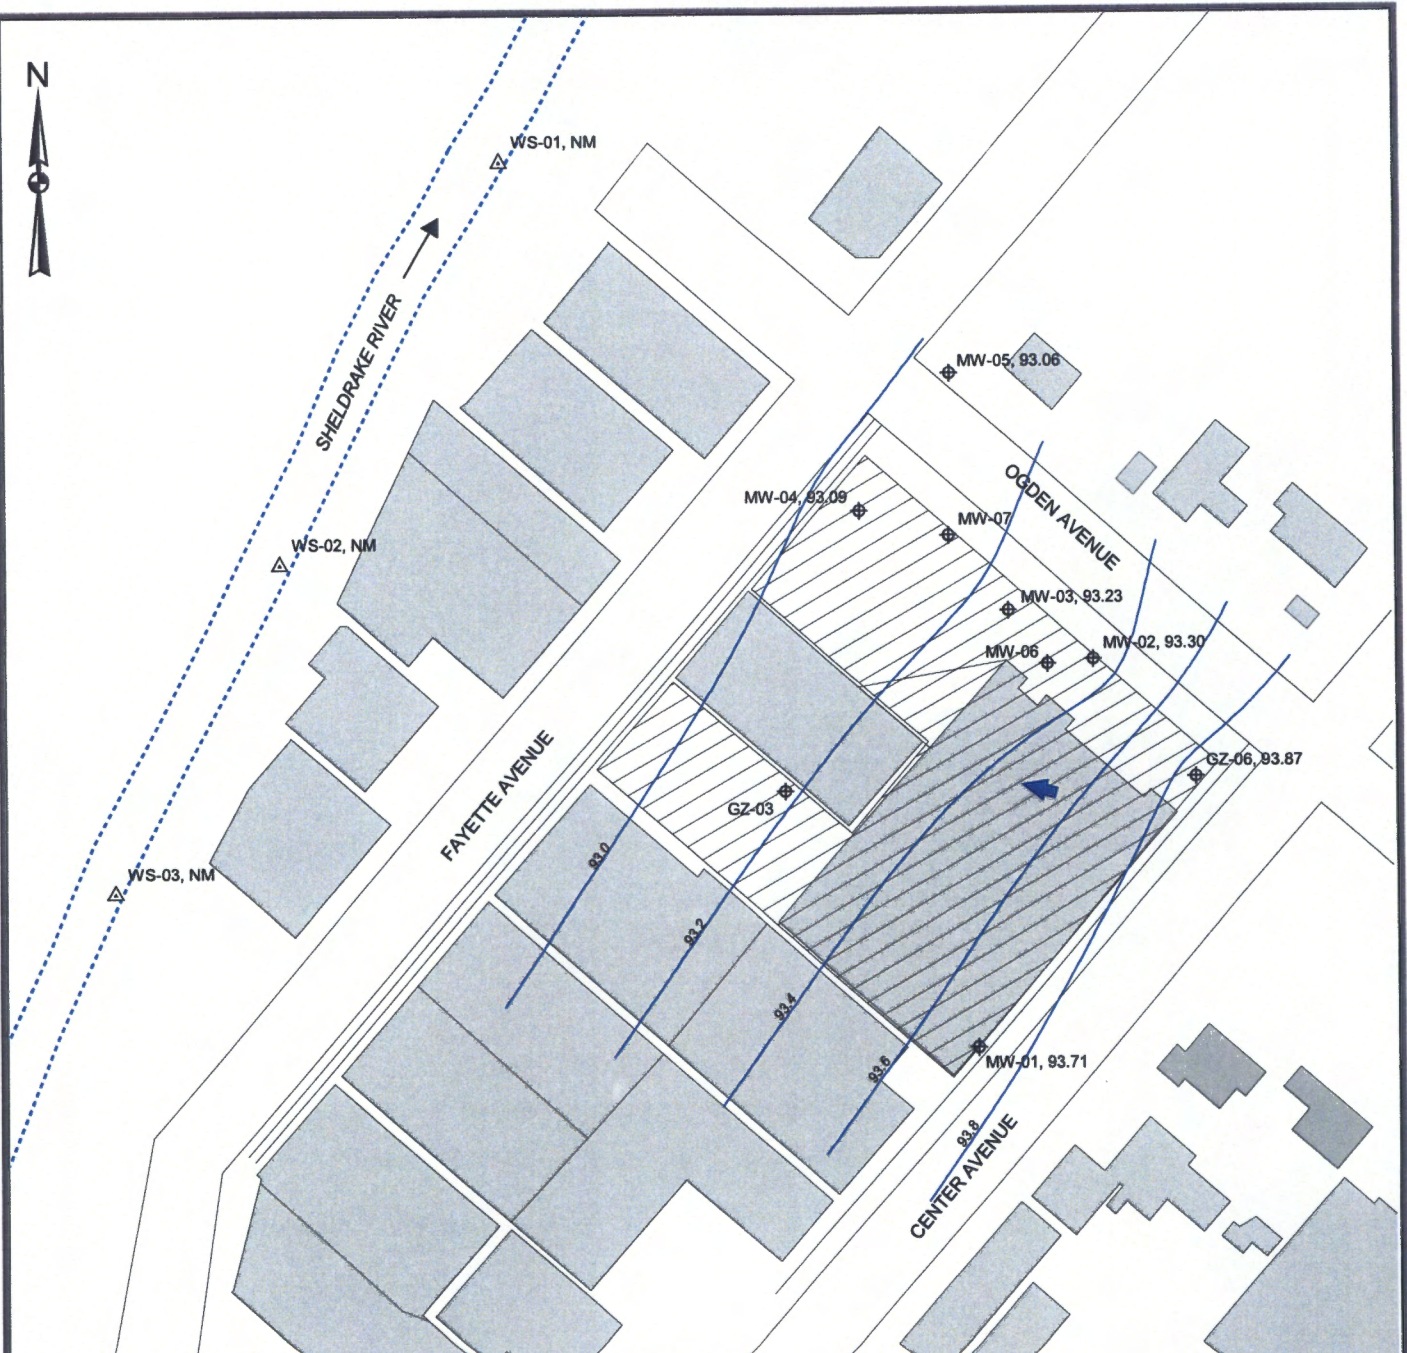 N
WS-01, NM
SHELDRAKE RIVER
MW-05, 93.06
OGDEN AVENUE
MW-04, 93.09
MW-07
WS-02, NM
MW-03, 93.23
MW-02, 93.30
MW-06
GZ-06, 93.87
FAYETTE AVENUE
GZ-03
93.0
WS-03, NM
93.2
93.4
93.6
MW-01, 93.71
93.8
CENTER AVENUE